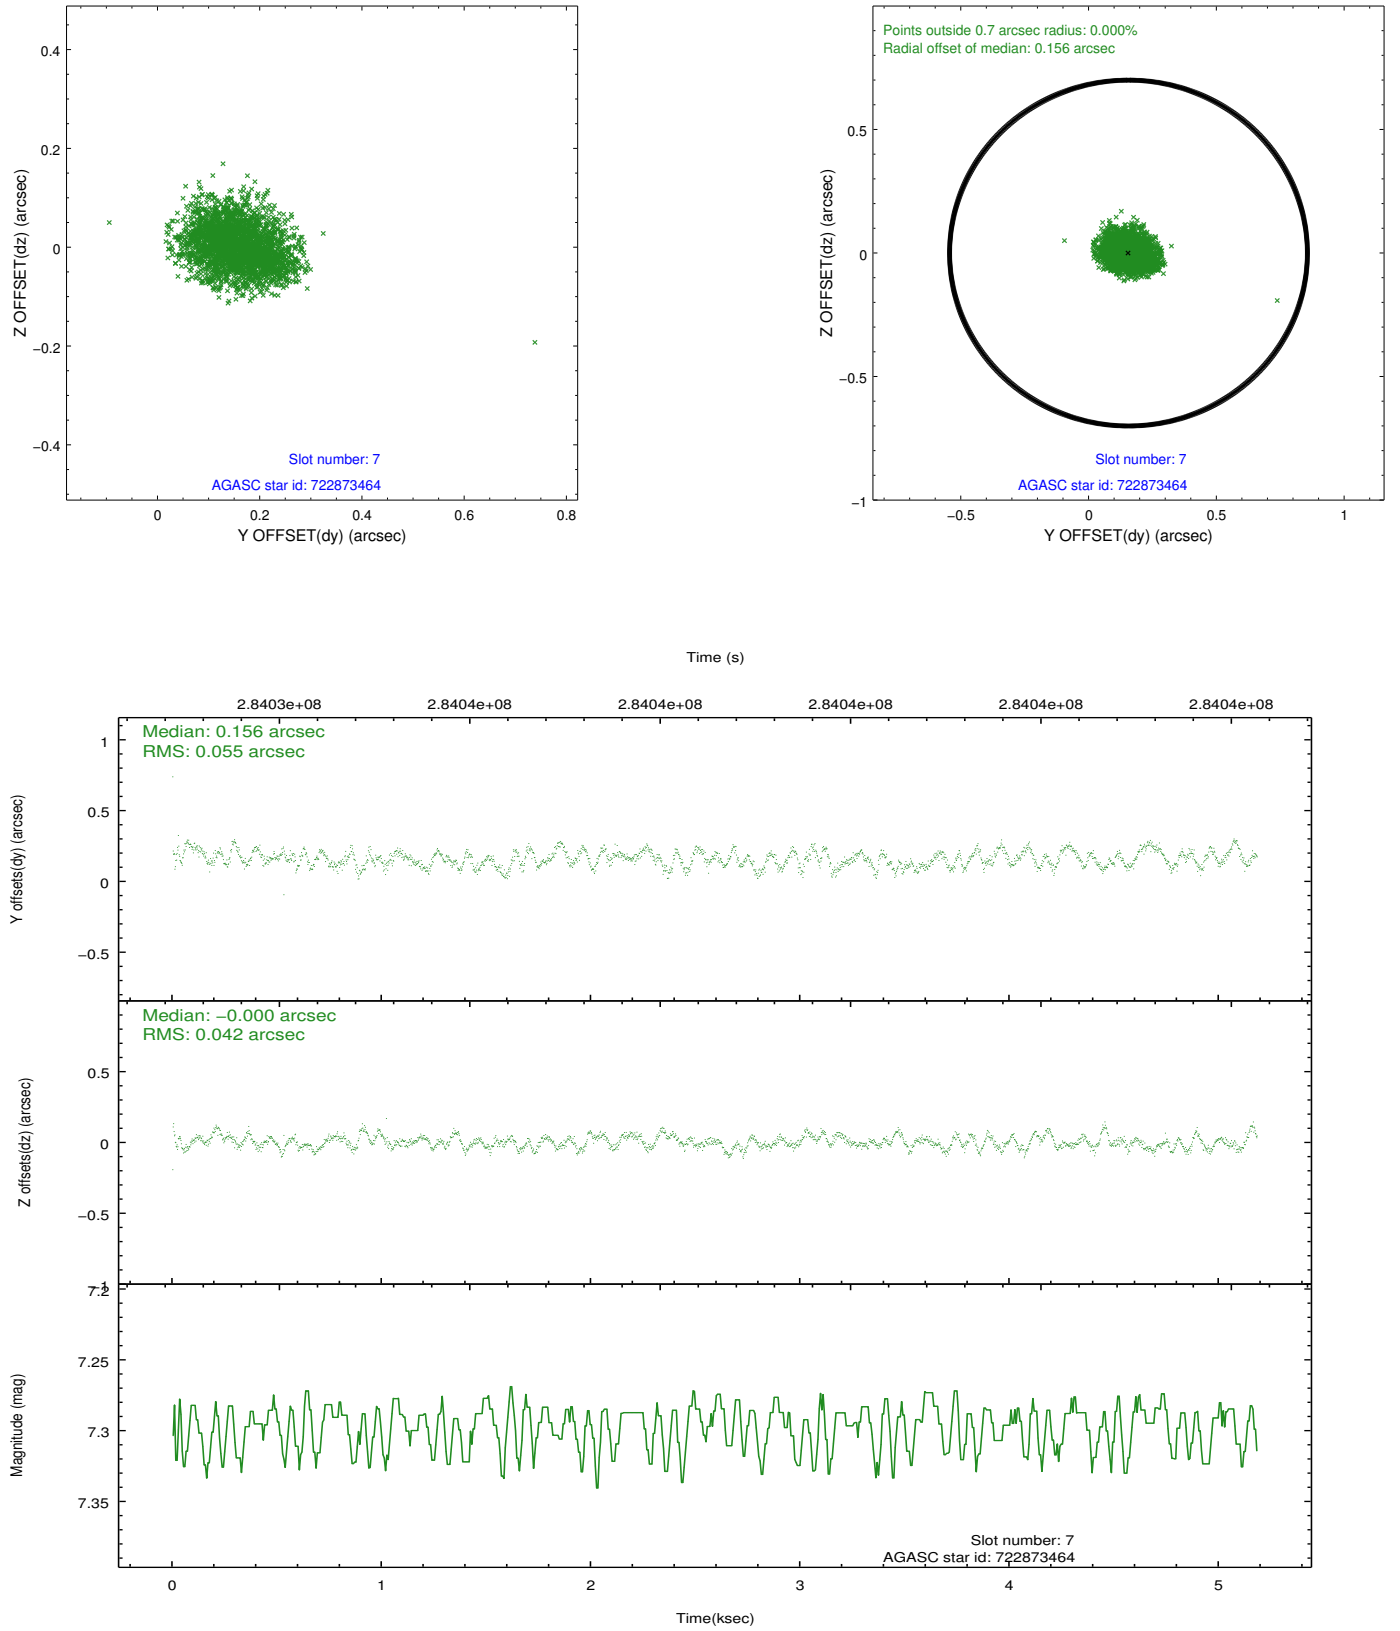 0.4
0.2
0
−0.2
−0.4
Z OFFSET(dz) (arcsec)
Slot number: 7
AGASC star id: 722873464
0 0.2 0.4 0.6 0.8
Y OFFSET(dy) (arcsec)
Points outside 0.7 arcsec radius: 0.000%
Radial offset of median: 0.156 arcsec
0.5
0
−0.5
−1
Z OFFSET(dz) (arcsec)
Slot number: 7
AGASC star id: 722873464
−0.5 0 0.5 1
Y OFFSET(dy) (arcsec)
Time (s)
2.8403e+08 2.8404e+08 2.8404e+08 2.8404e+08 2.8404e+08 2.8404e+08
Median: 0.156 arcsec
RMS: 0.055 arcsec
1
0.5
0
−0.5
Y offsets(dy) (arcsec)
Median: −0.000 arcsec
RMS: 0.042 arcsec
0.5
0
−0.5
−1
Z offsets(dz) (arcsec)
7.2
7.25
7.3
7.35
Magnitude (mag)
Slot number: 7
AGASC star id: 722873464
0 1 2 3 4 5
Time(ksec)